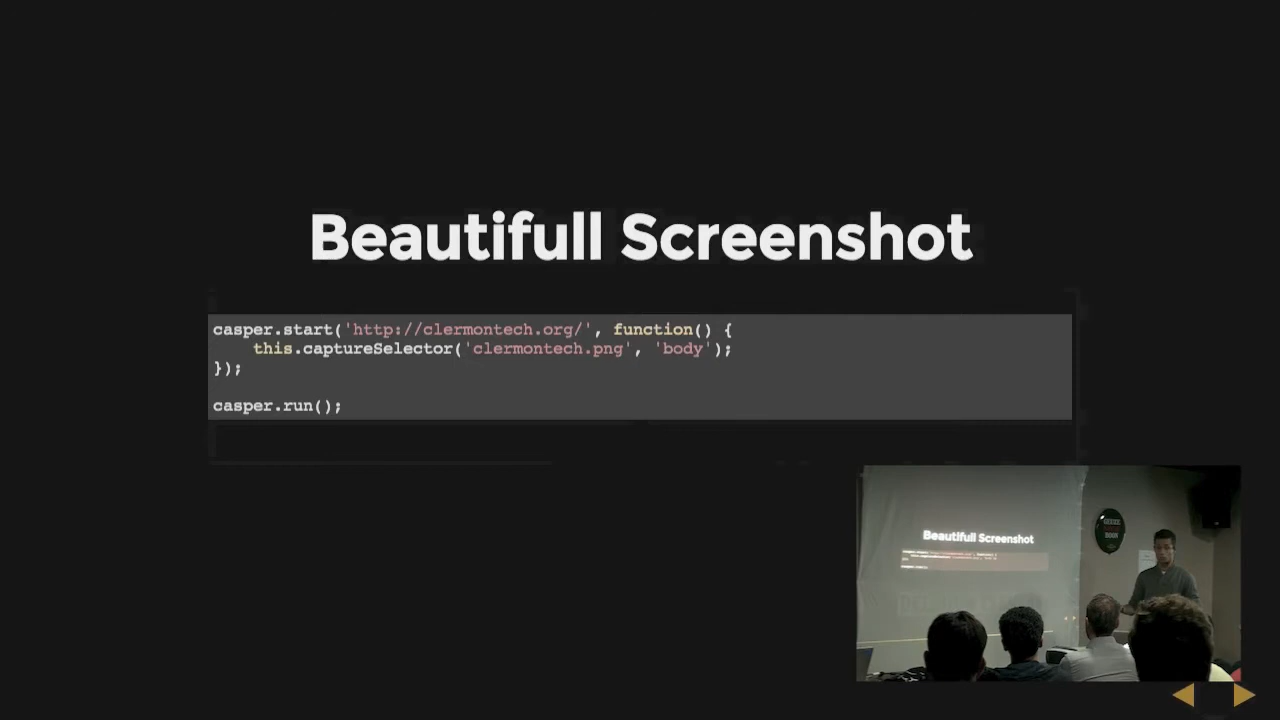 Beautifull Screenshot
casper.start('http://clermontech.org/', function() {
    this.captureSelector('clermontech.png', 'body');
});
casper.run();
Beautifull Screenshot